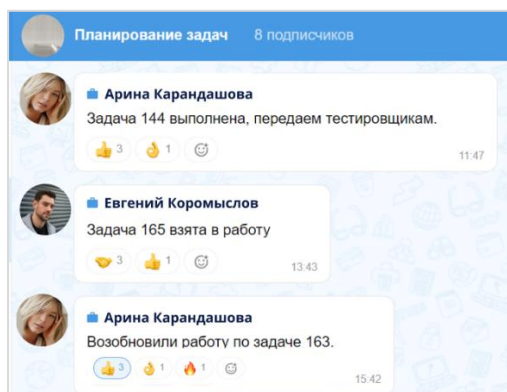 Планирование задач 8 подписчиков
Арина Карандашова
Задача 144 выполнена, передаем тестировщикам.
3 1
11:47
Евгений Коромыслов
Задача 165 взята в работу
3 1
13:43
Арина Карандашова
Возобновили работу по задаче 163.
3 1 1
15:42